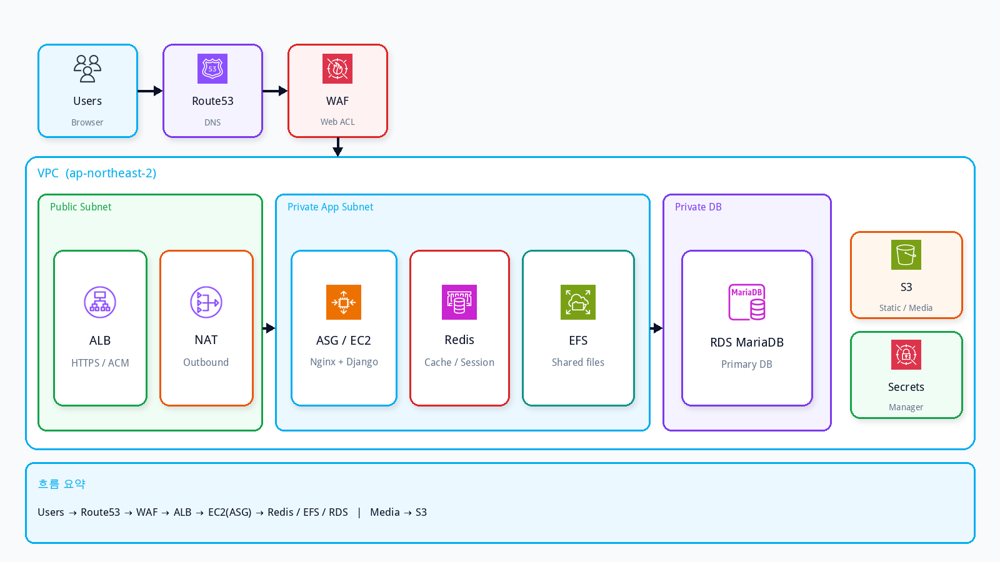 Users
Browser
53
Route53
DNS
WAF
Web ACL
VPC (ap-northeast-2)
Public Subnet
ALB
HTTPS / ACM
NAT
Outbound
Private App Subnet
ASG / EC2
Nginx + Django
Redis
Cache / Session
EFS
Shared files
Private DB
MariaDB
RDS MariaDB
Primary DB
S3
Static / Media
Secrets
Manager
흐름 요약
Users → Route53 → WAF → ALB → EC2(ASG) → Redis / EFS / RDS | Media → S3